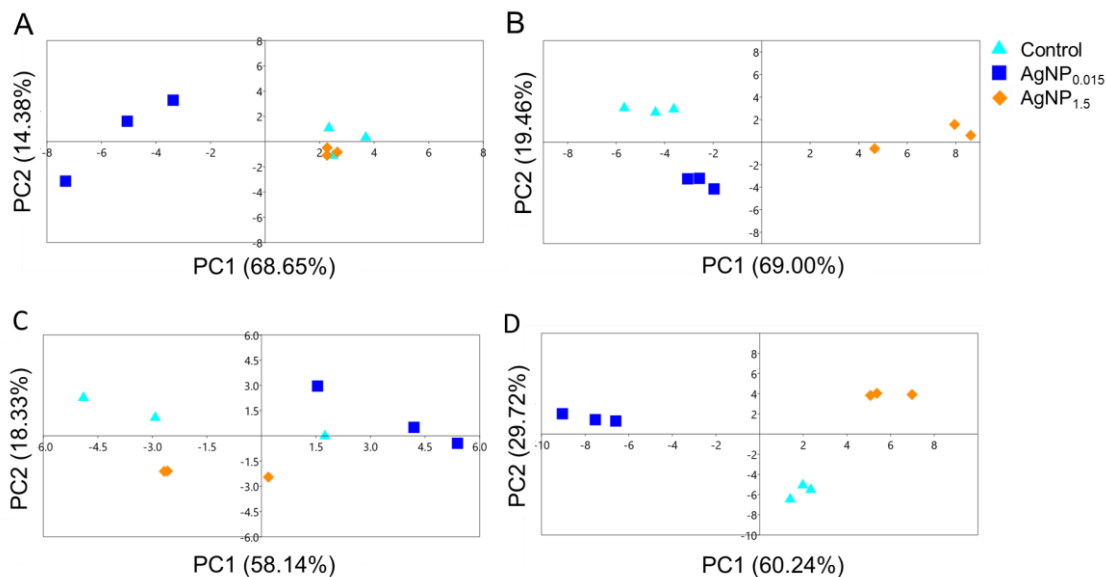 A
PC2 (14.38%)
8
6
4
2
-8 -6 -4 -2 2 4 6 8
-2
-4
-6
-8
PC1 (68.65%)
B
PC2 (19.46%)
8
6
4
2
-8 -6 -4 -2 2 4 6 8
-2
-4
-6
-8
PC1 (69.00%)
Control
AgNP0.015
AgNP1.5
C
PC2 (18.33%)
6.0
4.5
3.0
1.5
6.0 -4.5 -3.0 -1.5 1.5 3.0 4.5 6.0
-1.5
-3.0
-4.5
-6.0
PC1 (58.14%)
D
PC2 (29.72%)
8
6
4
2
-10 -8 -6 -4 -2 2 4 6 8
-2
-4
-6
-8
-10
PC1 (60.24%)